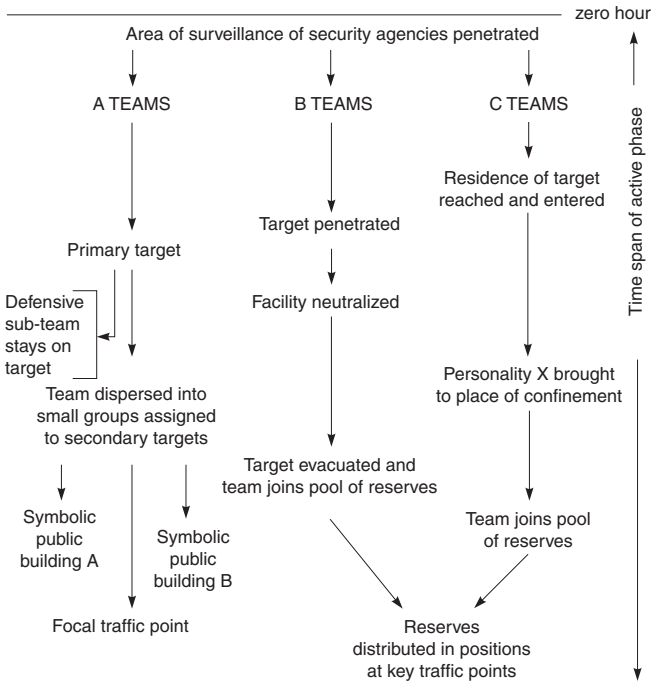 zero hour
Area of surveillance of security agencies penetrated
A TEAMS
B TEAMS
C TEAMS
Residence of target
reached and entered
Target penetrated
Primary target
Defensive
sub-team
stays on
target
Facility neutralized
Team dispersed into
small groups assigned
to secondary targets
Personality X brought
to place of confinement
Target evacuated and
team joins pool of reserves
Symbolic
public
building A
Symbolic
public
building B
Team joins pool
of reserves
Focal traffic point
Reserves
distributed in positions
at key traffic points
Time span of active phase